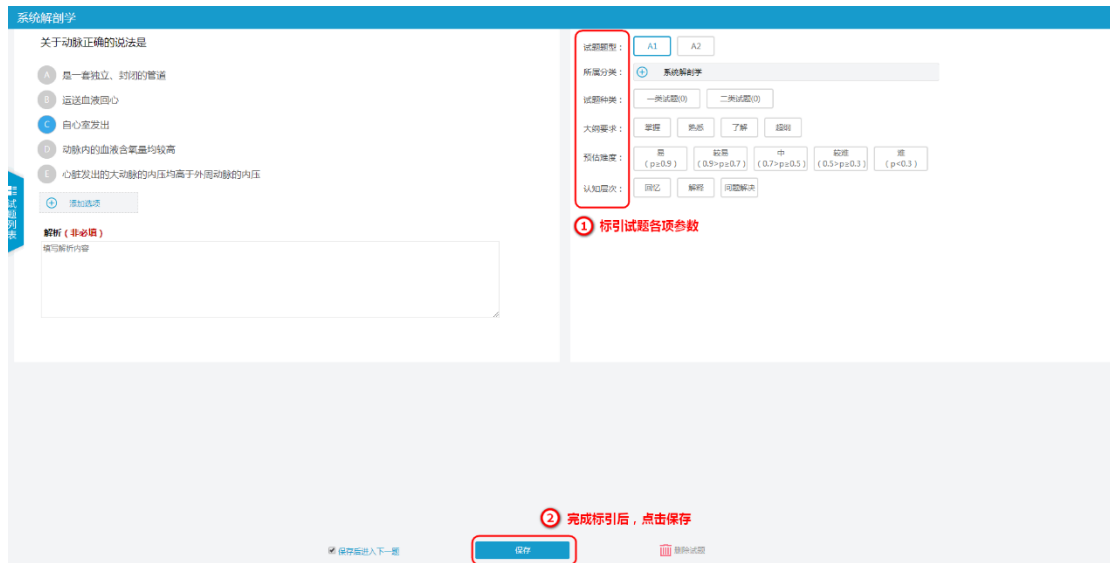 系统解剖学
关于动脉正确的说法是
A 是一套独立、封闭的管道
B 运送血液回心
C 自心室发出
D 动脉内的血液含氧量均较高
E 心脏发出的大动脉的内压均高于外周动脉的内压
添加选项
解析(非必填)
填写解析内容
试题列表
试题题型: A1 A2
所属分类: 系统解剖学
试题种类: 一类试题(0) 二类试题(0)
大纲要求: 掌握 熟悉 了解 超纲
预估难度: 易 较易 中 较难 难
(p≥0.9) (0.9>p≥0.7) (0.7>p≥0.5) (0.5>p≥0.3) (p<0.3)
认知层次: 回忆 解释 问题解决
1 标引试题各项参数
2 完成标引后,点击保存
保存后进入下一题 保存 删除试题